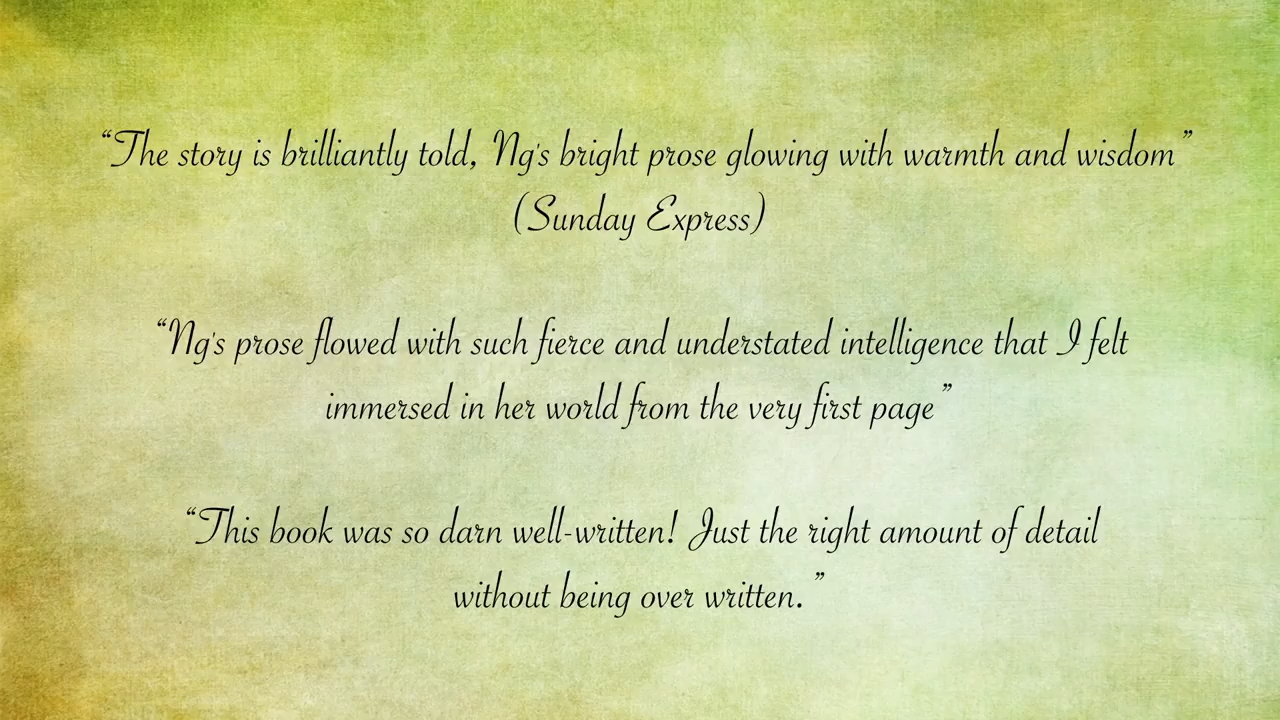 “The story is brilliantly told, Ng's bright prose glowing with warmth and wisdom”
(Sunday Express)
“Ng's prose flowed with such fierce and understated intelligence that I felt
immersed in her world from the very first page”
“This book was so darn well-written! Just the right amount of detail
without being over written.”